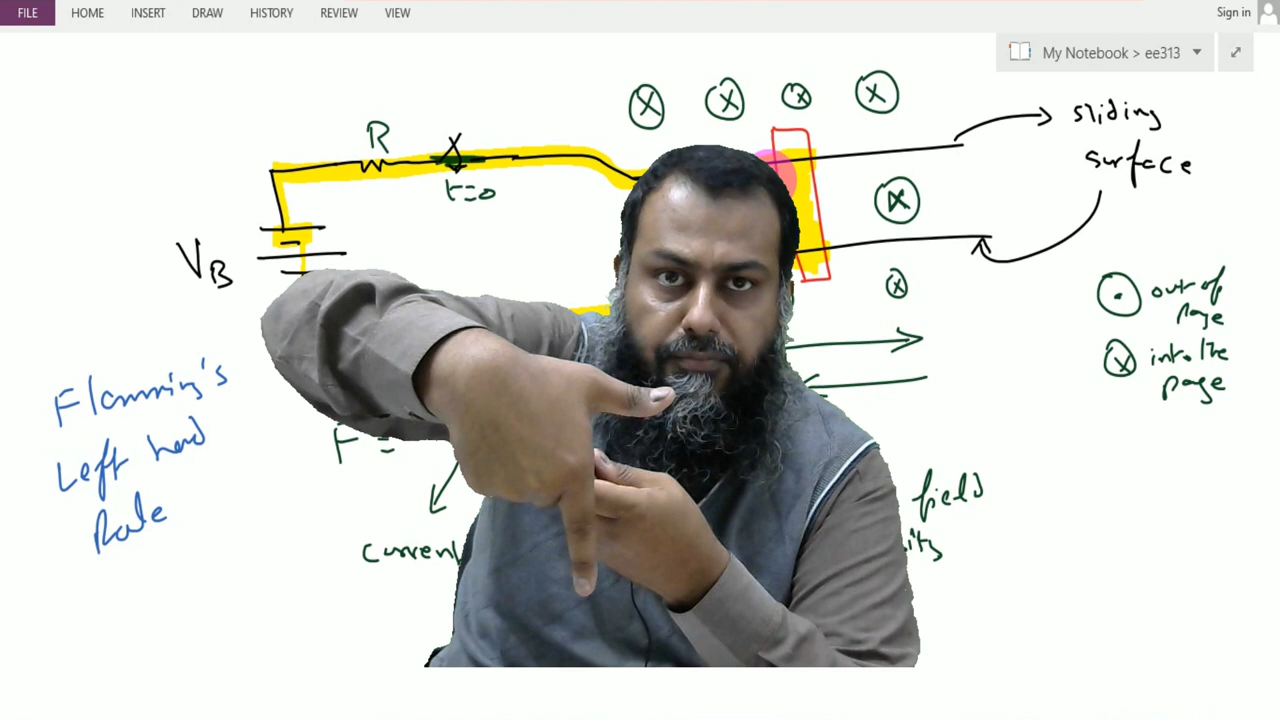 FILE HOME INSERT DRAW HISTORY REVIEW VIEW Sign in
My Notebook > ee313
R
t=0
VB
sliding
surface
out of
page
into the
page
Flamming's
Left hand
Rule
F =
current
field